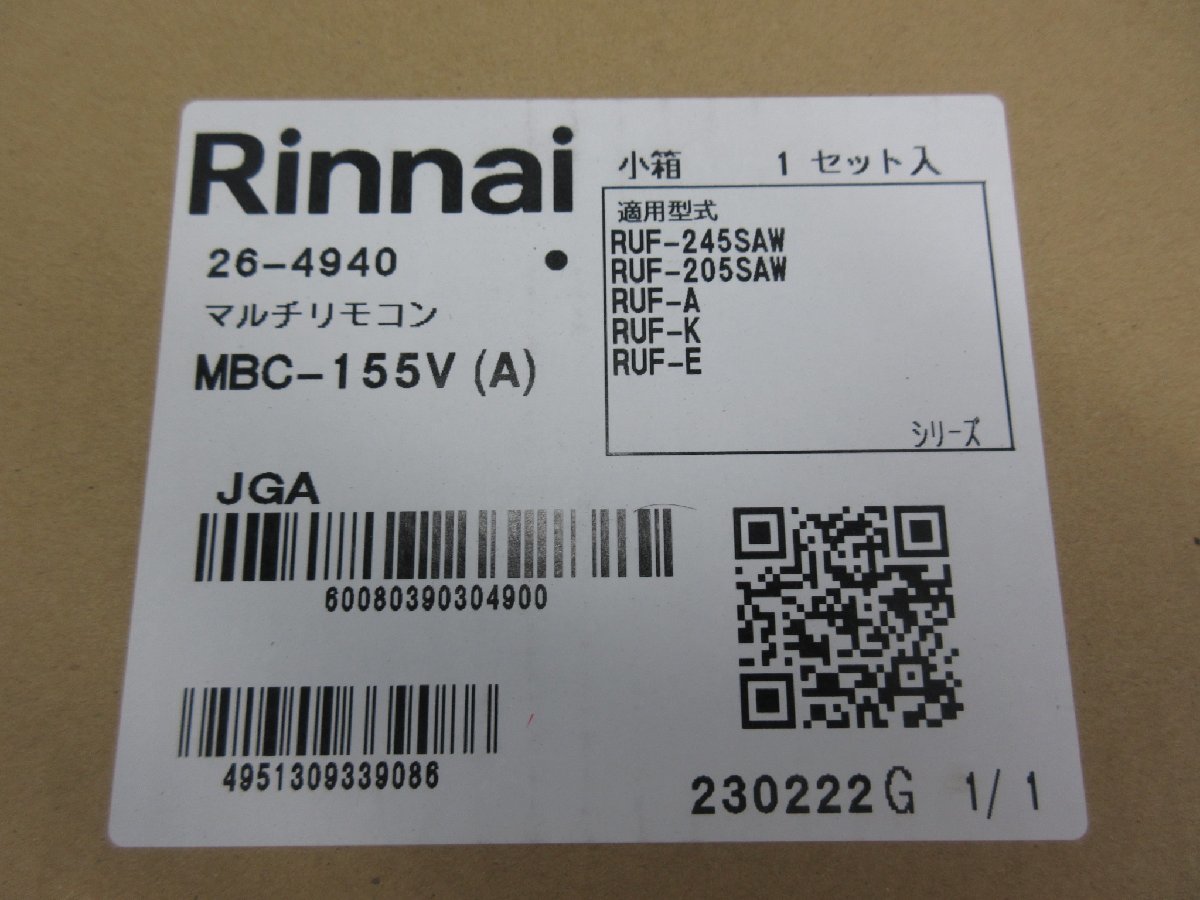 Rinnai
26-4940 ●
マルチリモコン
MBC-155V(A)
小箱 1 セット入
適用型式
RUF-245SAW
RUF-205SAW
RUF-A
RUF-K
RUF-E
シリーズ
JGA
60080390304900
4951309339086
230222G 1/1